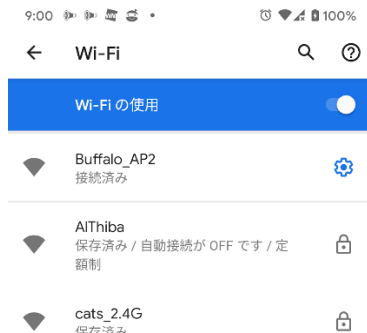 9:00
100%
Wi-Fi
Wi-Fi の使用
Buffalo_AP2
接続済み
AIThiba
保存済み / 自動接続が OFF です / 定
額制
cats_2.4G
保存済み